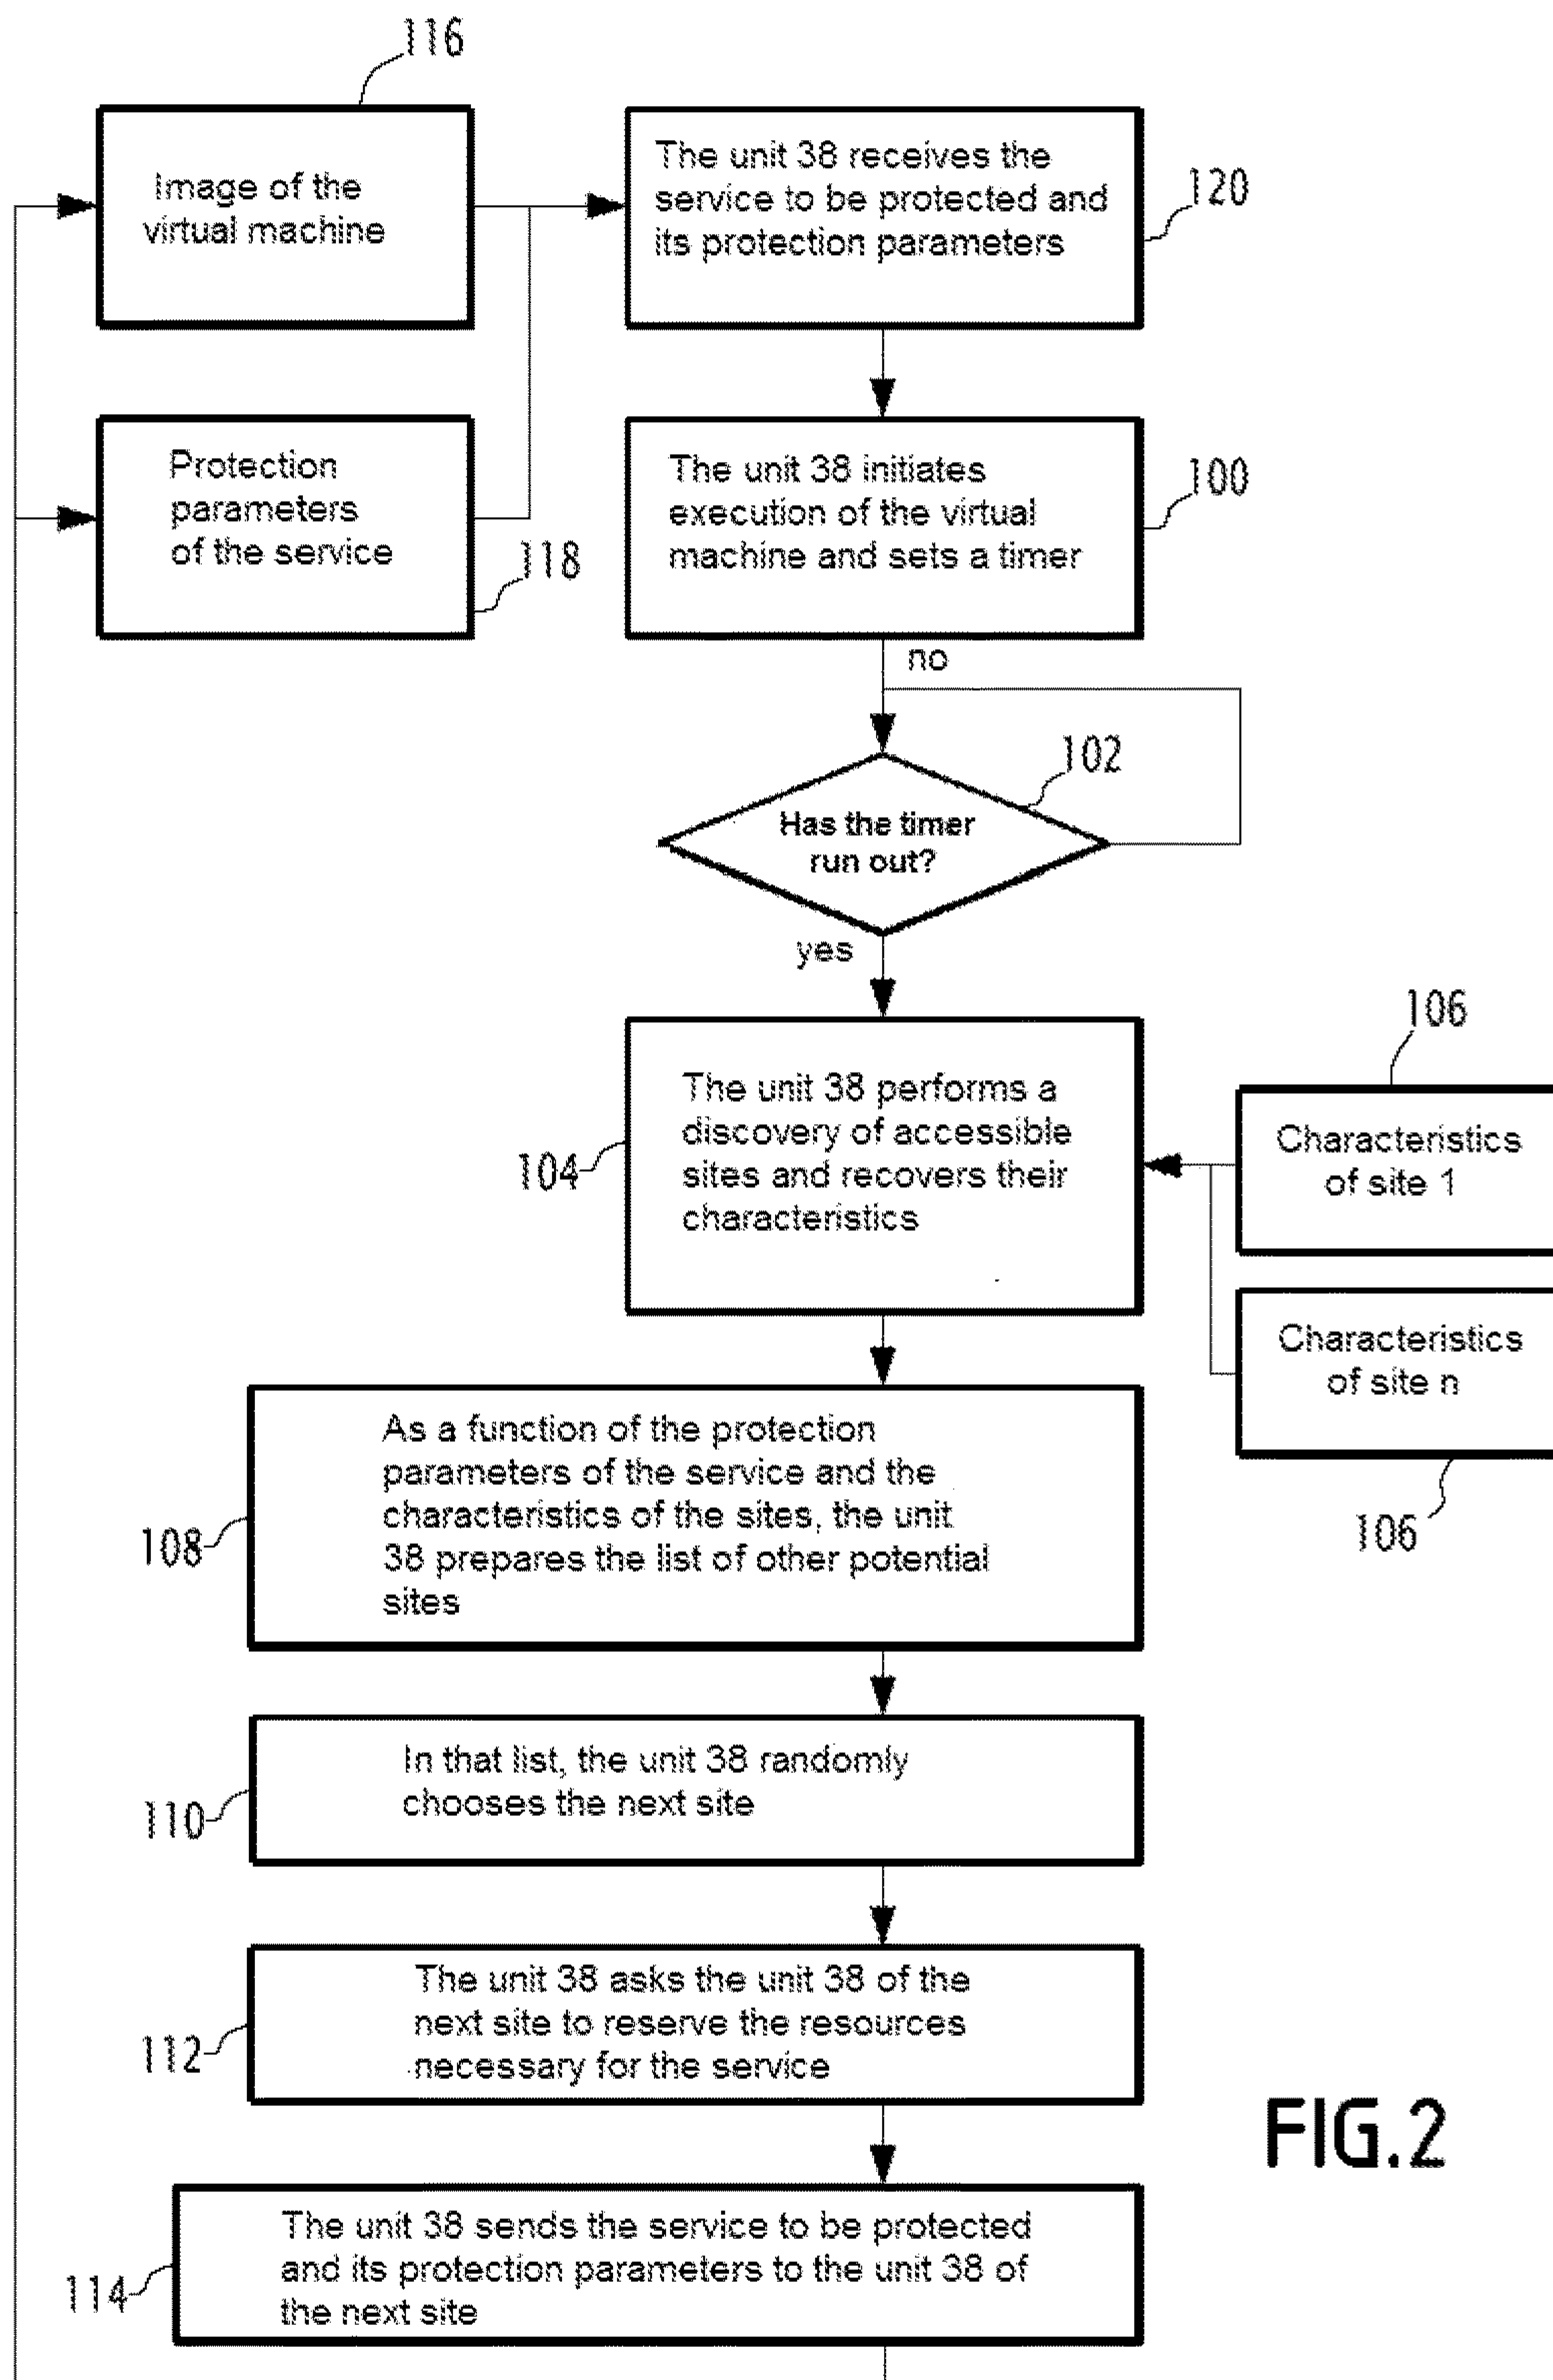 116
Image of the
virtual machine
The unit 38 receives the
service to be protected and
its protection parameters
120
Protection
parameters
of the service
118
The unit 38 initiates
execution of the virtual
machine and sets a timer
100
no
102
Has the timer
run out?
yes
104
The unit 38 performs a
discovery of accessible
sites and recovers their
characteristics
106
Characteristics
of site 1
Characteristics
of site n
106
108
As a function of the protection
parameters of the service and the
characteristics of the sites, the unit
38 prepares the list of other potential
sites
110
In that list, the unit 38 randomly
chooses the next site
112
The unit 38 asks the unit 38 of the
next site to reserve the resources
necessary for the service
114
The unit 38 sends the service to be protected
and its protection parameters to the unit 38 of
the next site
FIG.2